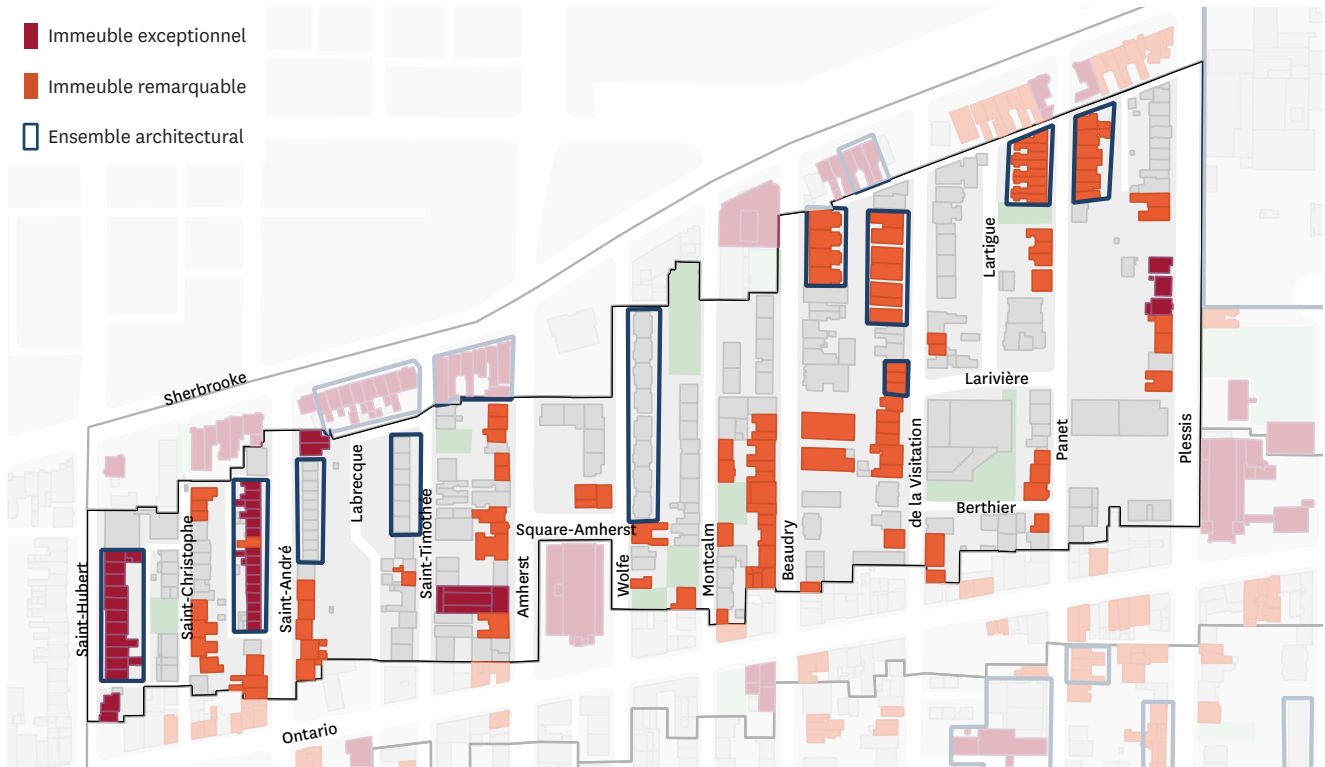 Immeuble exceptionnel
Immeuble remarquable
Ensemble architectural
Sherbrooke
Saint-Hubert
Saint-Christophe
Saint-André
Labrecque
Saint-Timothée
Amherst
Square-Amherst
Wolfe
Montcalm
Beaudry
de la Visitation
Lartigue
Larivière
Berthier
Panet
Plessis
Ontario